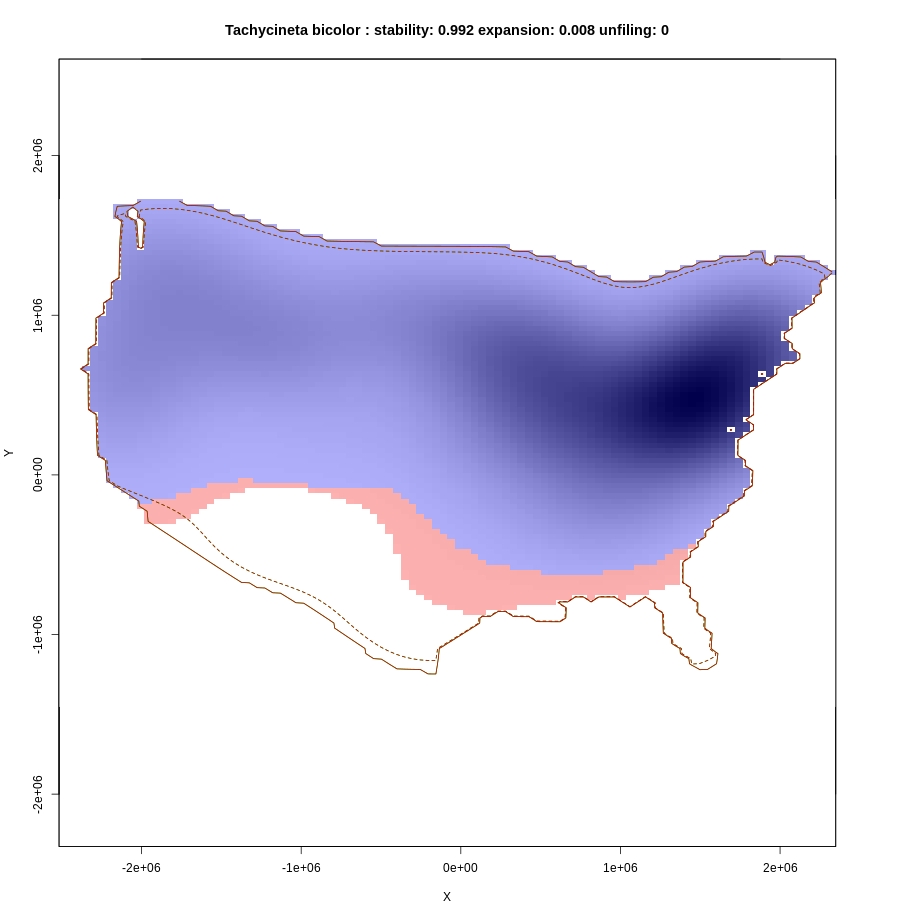 Tachycineta bicolor : stability: 0.992 expansion: 0.008 unfiling: 0
2e+06
1e+06
0e+00
-1e+06
-2e+06
Y
-2e+06 -1e+06 0e+00 1e+06 2e+06
X